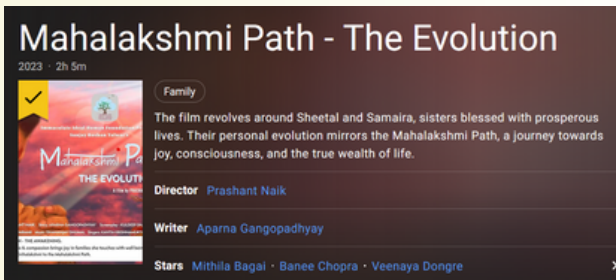 Mahalakshmi Path - The Evolution
2023 · 2h 5m
Family
The film revolves around Sheetal and Samaira, sisters blessed with prosperous
lives. Their personal evolution mirrors the Mahalakshmi Path, a journey towards
joy, consciousness, and the true wealth of life.
Director Prashant Naik
Writer Aparna Gangopadhyay
Stars Mithila Bagai · Banee Chopra · Veenaya Dongre
Mahalakshmi Pa
THE EVOLUTI